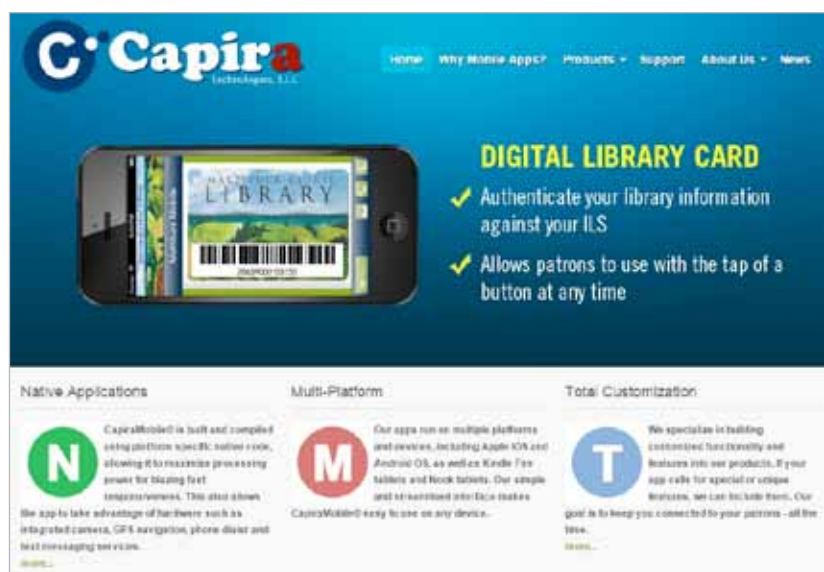 C Capira
Technologies, LLC
Home Why Mobile Apps? Products Support About Us News
DIGITAL LIBRARY CARD
Authenticate your library information
against your ILS
Allows patrons to use with the tap of a
button at any time
LIBRARY
Native Applications
N
CapiraMobile® is built and compiled
using platform specific native code,
allowing it to maximize processing
power for blazing fast
responsiveness. This also allows
the app to take advantage of hardware such as
integrated camera, GPS navigation, phone dialer and
text messaging services.
more...
Multi-Platform
M
Our apps run on multiple platforms
and devices, including Apple iOS and
Android OS, as well as Kindle Fire
tablets and Nook tablets. Our simple
and streamlined interface makes
CapiraMobile® easy to use on any device.
Total Customization
T
We specialize in building
customized functionality and
features into our products. If your
app calls for special or unique
features, we can include them. Our
goal is to keep you connected to your patrons - all the
time.
more...